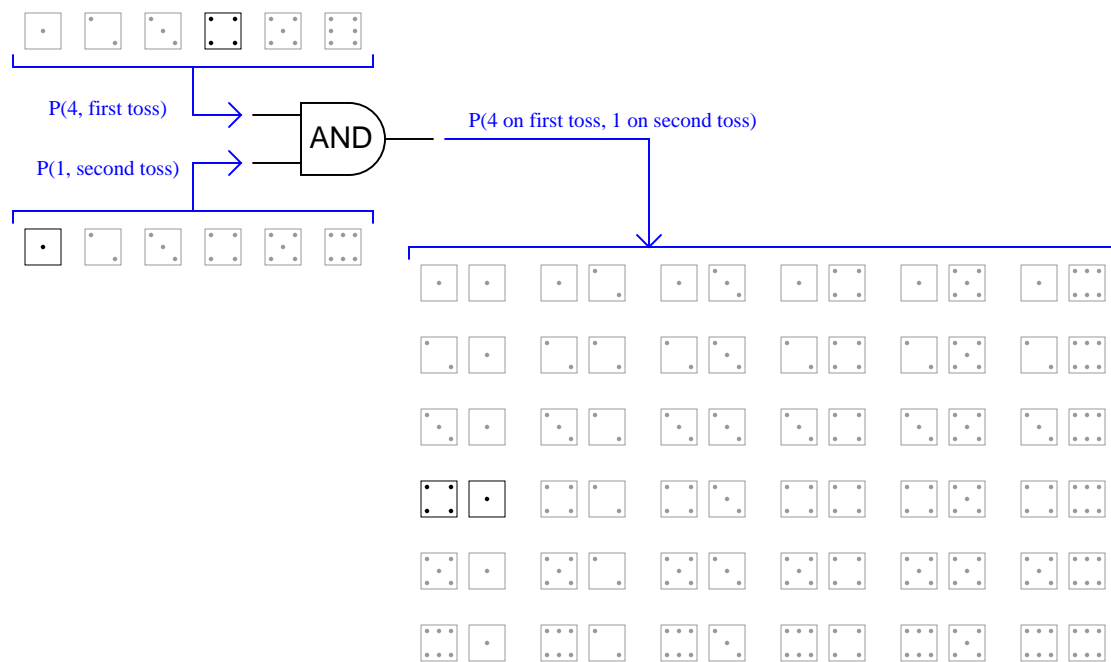 P(4, first toss)
AND
P(4 on first toss, 1 on second toss)
P(1, second toss)